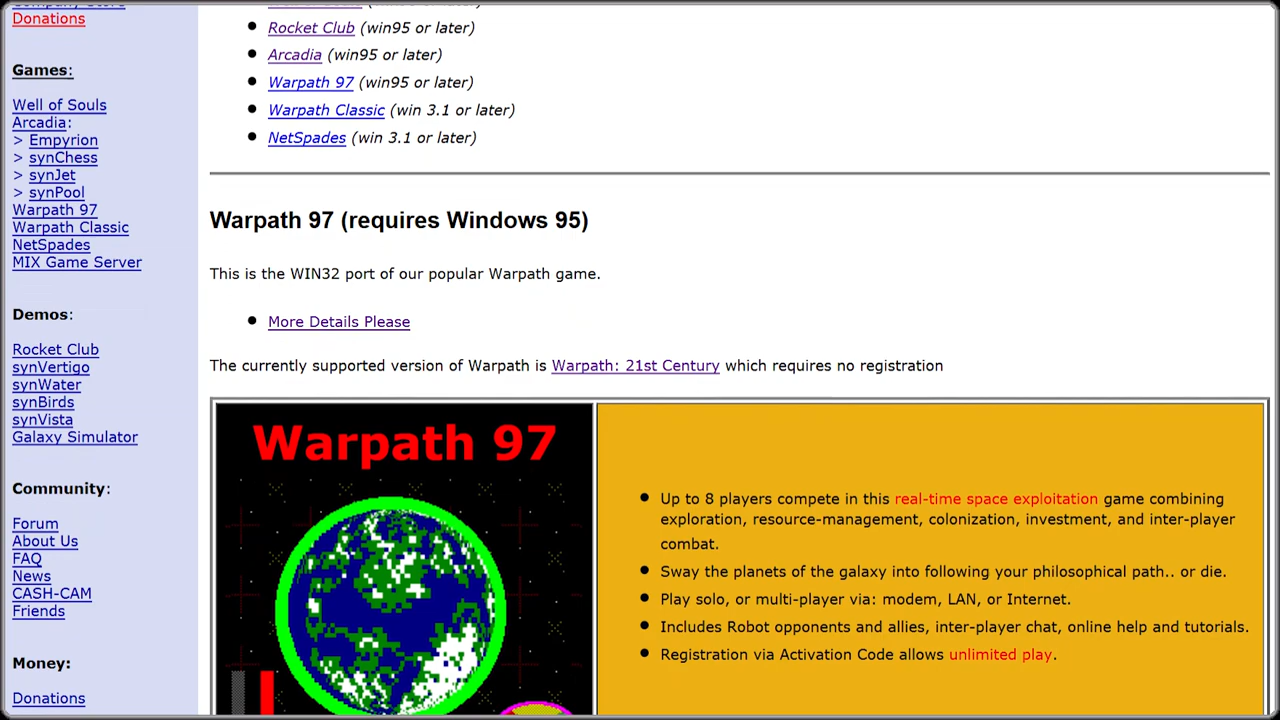 Company Store
Donations
Games:
Well of Souls
Arcadia:
> Empyrion
> synChess
> synJet
> synPool
Warpath 97
Warpath Classic
NetSpades
MIX Game Server
Demos:
Rocket Club
synVertigo
synWater
synBirds
synVista
Galaxy Simulator
Community:
Forum
About Us
FAQ
News
CASH-CAM
Friends
Money:
Donations
Rocket Club (win95 or later)
Arcadia (win95 or later)
Warpath 97 (win95 or later)
Warpath Classic (win 3.1 or later)
NetSpades (win 3.1 or later)
Warpath 97 (requires Windows 95)
This is the WIN32 port of our popular Warpath game.
More Details Please
The currently supported version of Warpath is Warpath: 21st Century which requires no registration
Warpath 97
Up to 8 players compete in this real-time space exploitation game combining
exploration, resource-management, colonization, investment, and inter-player
combat.
Sway the planets of the galaxy into following your philosophical path.. or die.
Play solo, or multi-player via: modem, LAN, or Internet.
Includes Robot opponents and allies, inter-player chat, online help and tutorials.
Registration via Activation Code allows unlimited play.